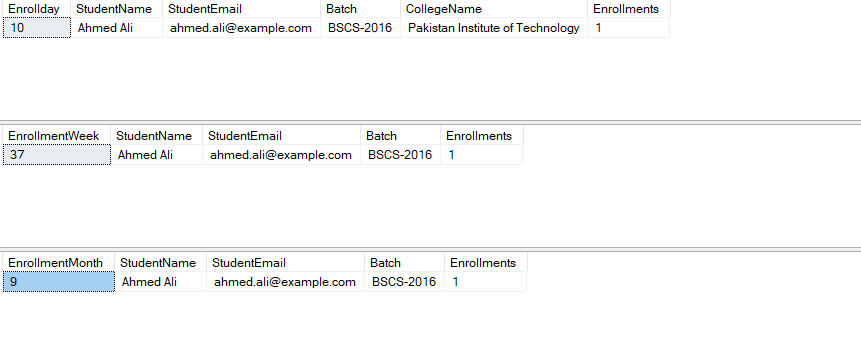 Enrollday StudentName StudentEmail Batch CollegeName Enrollments
10 Ahmed Ali ahmed.ali@example.com BSCS-2016 Pakistan Institute of Technology 1
EnrollmentWeek StudentName StudentEmail Batch Enrollments
37 Ahmed Ali ahmed.ali@example.com BSCS-2016 1
EnrollmentMonth StudentName StudentEmail Batch Enrollments
9 Ahmed Ali ahmed.ali@example.com BSCS-2016 1